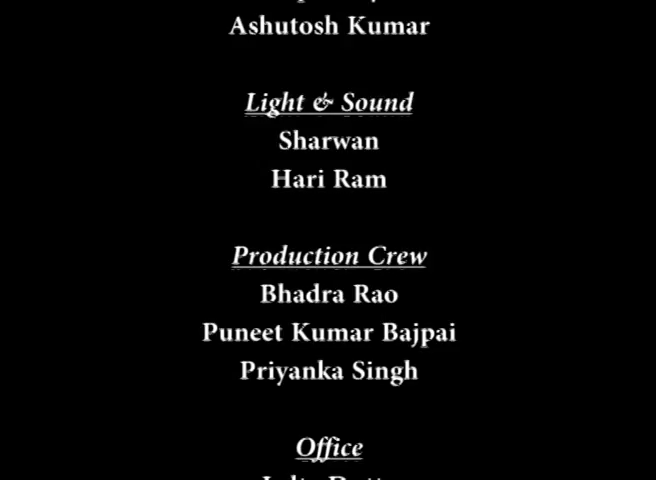 Ashutosh Kumar
Light & Sound
Sharwan
Hari Ram
Production Crew
Bhadra Rao
Puneet Kumar Bajpai
Priyanka Singh
Office